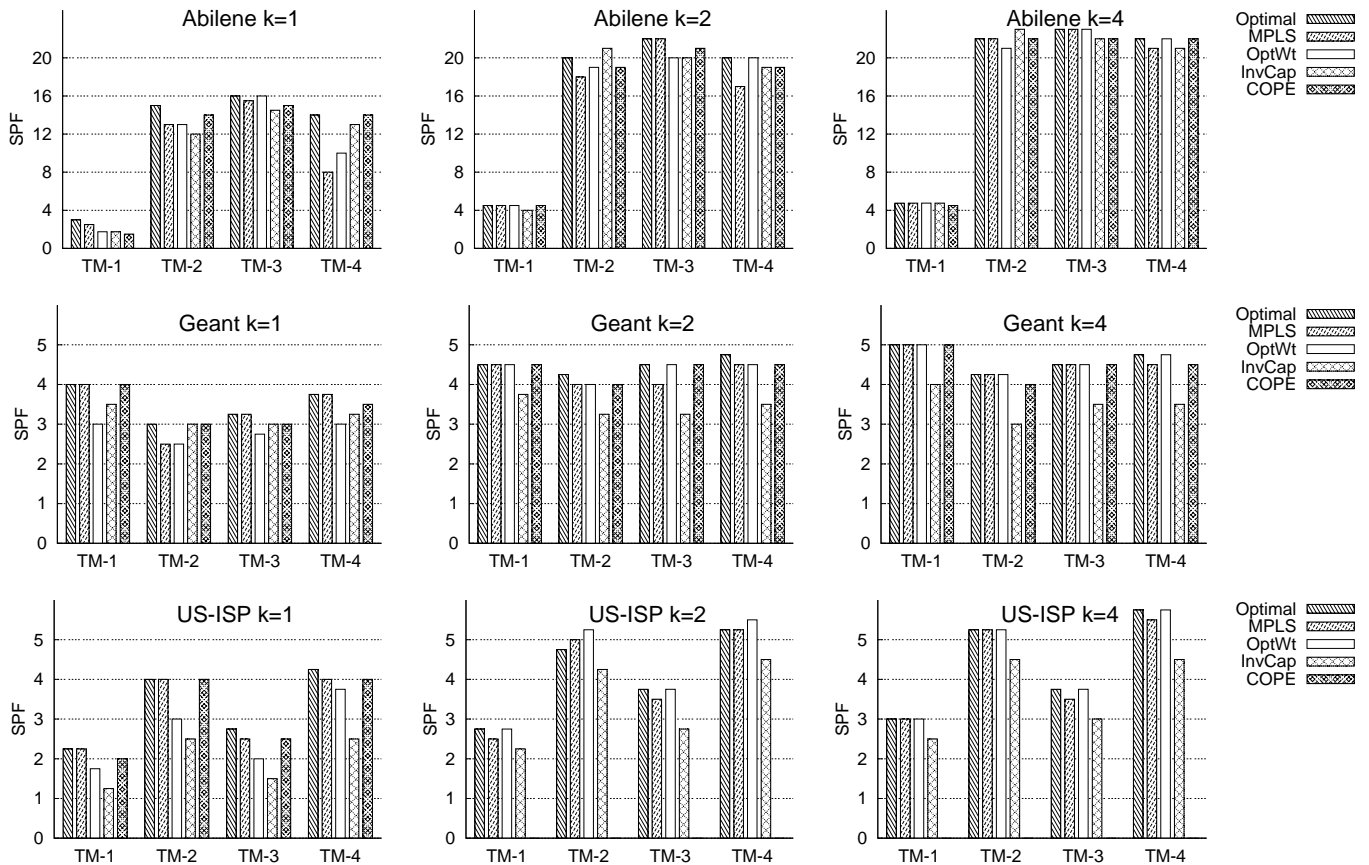 Abilene k=1
SPF
20
16
12
8
4
0
TM-1 TM-2 TM-3 TM-4
Abilene k=2
SPF
20
16
12
8
4
0
TM-1 TM-2 TM-3 TM-4
Abilene k=4
SPF
20
16
12
8
4
0
TM-1 TM-2 TM-3 TM-4
Optimal
MPLS
OptWt
InvCap
COPE
Geant k=1
SPF
5
4
3
2
1
0
TM-1 TM-2 TM-3 TM-4
Geant k=2
SPF
5
4
3
2
1
0
TM-1 TM-2 TM-3 TM-4
Geant k=4
SPF
5
4
3
2
1
0
TM-1 TM-2 TM-3 TM-4
Optimal
MPLS
OptWt
InvCap
COPE
US-ISP k=1
SPF
5
4
3
2
1
0
TM-1 TM-2 TM-3 TM-4
US-ISP k=2
SPF
5
4
3
2
1
0
TM-1 TM-2 TM-3 TM-4
US-ISP k=4
SPF
5
4
3
2
1
0
TM-1 TM-2 TM-3 TM-4
Optimal
MPLS
OptWt
InvCap
COPE